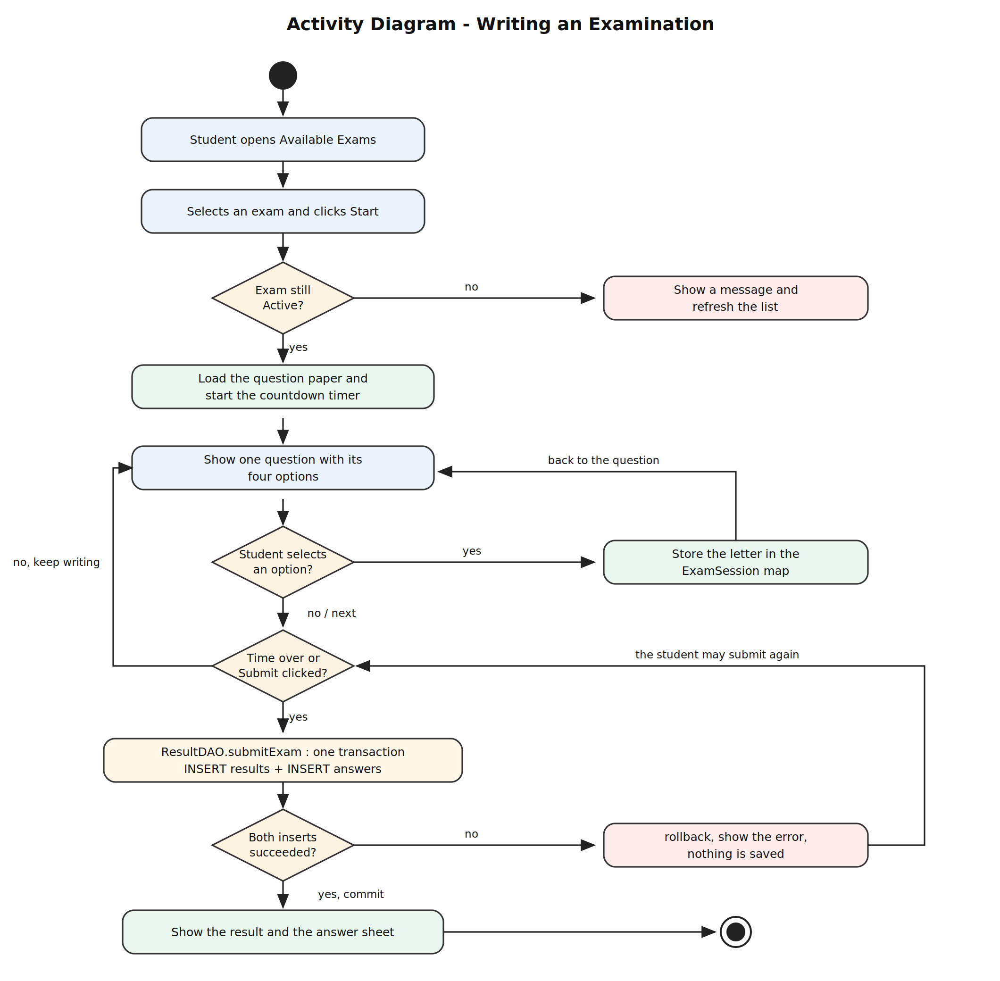 Activity Diagram - Writing an Examination
Student opens Available Exams
Selects an exam and clicks Start
Exam still
Active?
no
Show a message and
refresh the list
yes
Load the question paper and
start the countdown timer
Show one question with its
four options
back to the question
Student selects
an option?
yes
Store the letter in the
ExamSession map
no, keep writing
no / next
Time over or
Submit clicked?
the student may submit again
yes
ResultDAO.submitExam : one transaction
INSERT results + INSERT answers
Both inserts
succeeded?
no
rollback, show the error,
nothing is saved
yes, commit
Show the result and the answer sheet